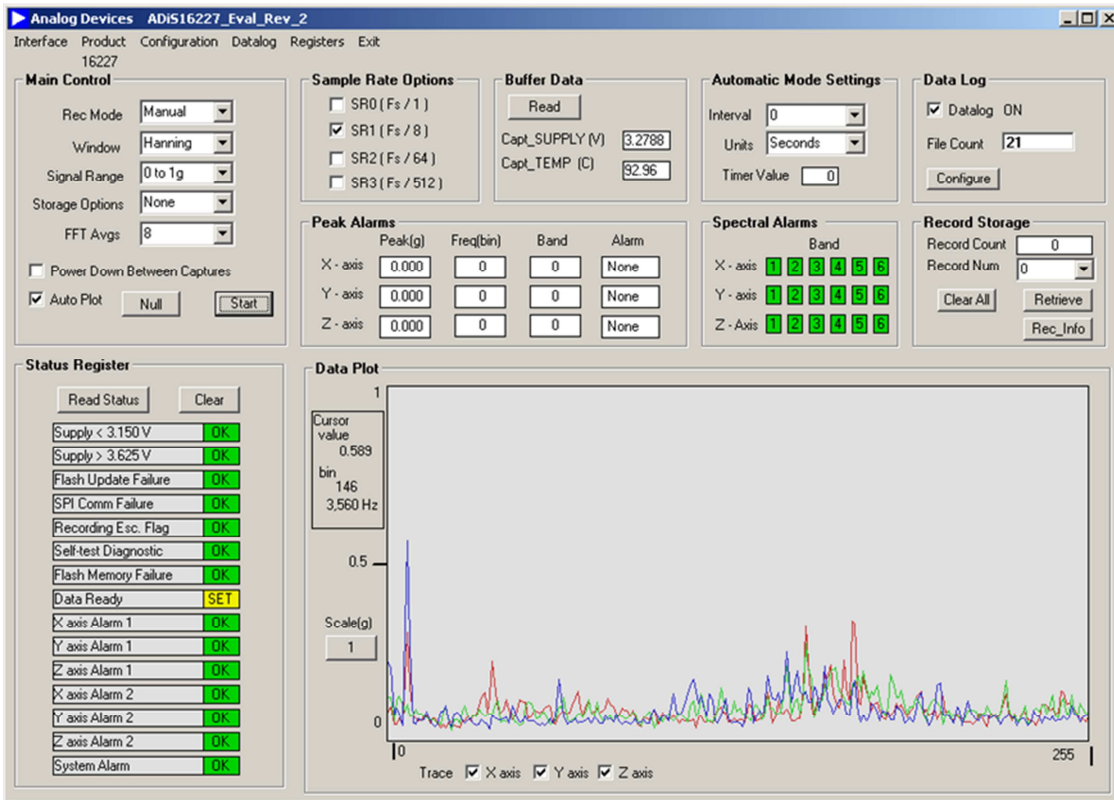 Analog Devices ADiS16227_Eval_Rev_2
Interface Product Configuration Datalog Registers Exit
16227
Main Control
Rec Mode Manual
Window Hanning
Signal Range 0 to 1g
Storage Options None
FFT Avgs 8
Power Down Between Captures
Auto Plot Null Start
Sample Rate Options
SR0 ( Fs / 1 )
SR1 ( Fs / 8 )
SR2 ( Fs / 64 )
SR3 ( Fs / 512 )
Buffer Data
Read
Capt_SUPPLY (V) 3.2788
Capt_TEMP (C) 92.96
Automatic Mode Settings
Interval 0
Units Seconds
Timer Value 0
Data Log
Datalog ON
File Count 21
Configure
Peak Alarms
Peak(g) Freq(bin) Band Alarm
X - axis 0.000 0 0 None
Y - axis 0.000 0 0 None
Z - axis 0.000 0 0 None
Spectral Alarms
Band
X - axis 1 2 3 4 5 6
Y - axis 1 2 3 4 5 6
Z - Axis 1 2 3 4 5 6
Record Storage
Record Count 0
Record Num 0
Clear All Retrieve
Rec_Info
Status Register
Read Status Clear
Supply < 3.150 V OK
Supply > 3.625 V OK
Flash Update Failure OK
SPI Comm Failure OK
Recording Esc. Flag OK
Self-test Diagnostic OK
Flash Memory Failure OK
Data Ready SET
X axis Alarm 1 OK
Y axis Alarm 1 OK
Z axis Alarm 1 OK
X axis Alarm 2 OK
Y axis Alarm 2 OK
Z axis Alarm 2 OK
System Alarm OK
Data Plot
1
Cursor
value
0.589
bin
146
3,560 Hz
0.5
Scale(g)
1
0
0 255
Trace X axis Y axis Z axis